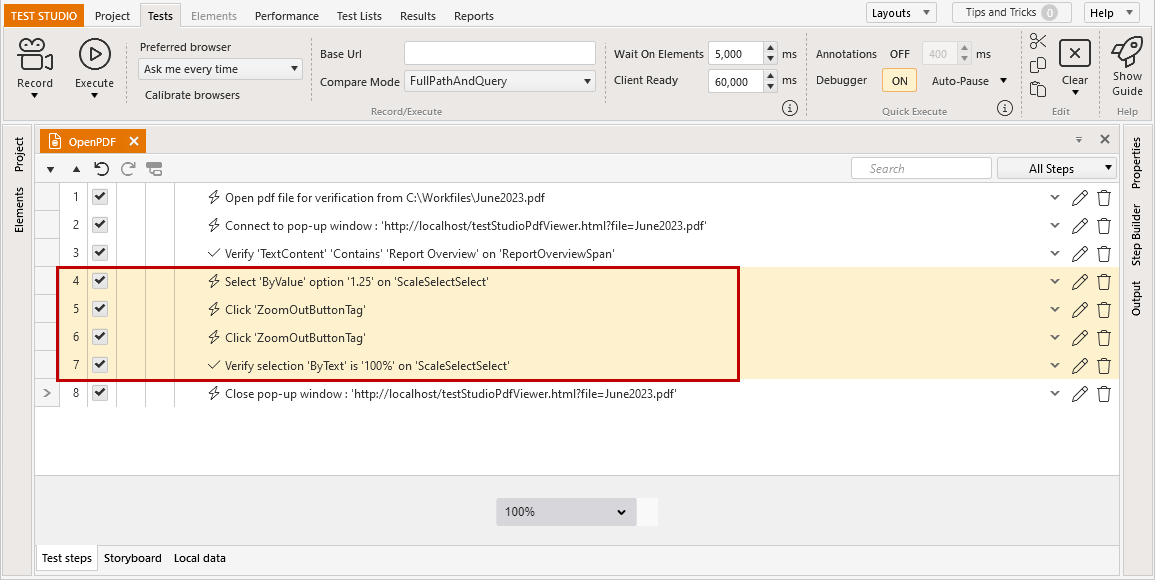 TEST STUDIO Project Tests Elements Performance Test Lists Results Reports Layouts Tips and Tricks Help
Record
Execute
Preferred browser
Ask me every time
Calibrate browsers
Base Url
Compare Mode FullPathAndQuery
Record/Execute
Wait On Elements 5,000 ms
Client Ready 60,000 ms
Annotations OFF 400 ms
Debugger ON Auto-Pause
Quick Execute
Clear
Edit
Show
Guide
Help
Project
Elements
OpenPDF
Search
All Steps
1 Open pdf file for verification from C:\Workfiles\June2023.pdf
2 Connect to pop-up window : 'http://localhost/testStudioPdfViewer.html?file=June2023.pdf'
3 Verify 'TextContent' 'Contains' 'Report Overview' on 'ReportOverviewSpan'
4 Select 'ByValue' option '1.25' on 'ScaleSelectSelect'
5 Click 'ZoomOutButtonTag'
6 Click 'ZoomOutButtonTag'
7 Verify selection 'ByText' is '100%' on 'ScaleSelectSelect'
8 Close pop-up window : 'http://localhost/testStudioPdfViewer.html?file=June2023.pdf'
100%
Test steps Storyboard Local data
Properties
Step Builder
Output